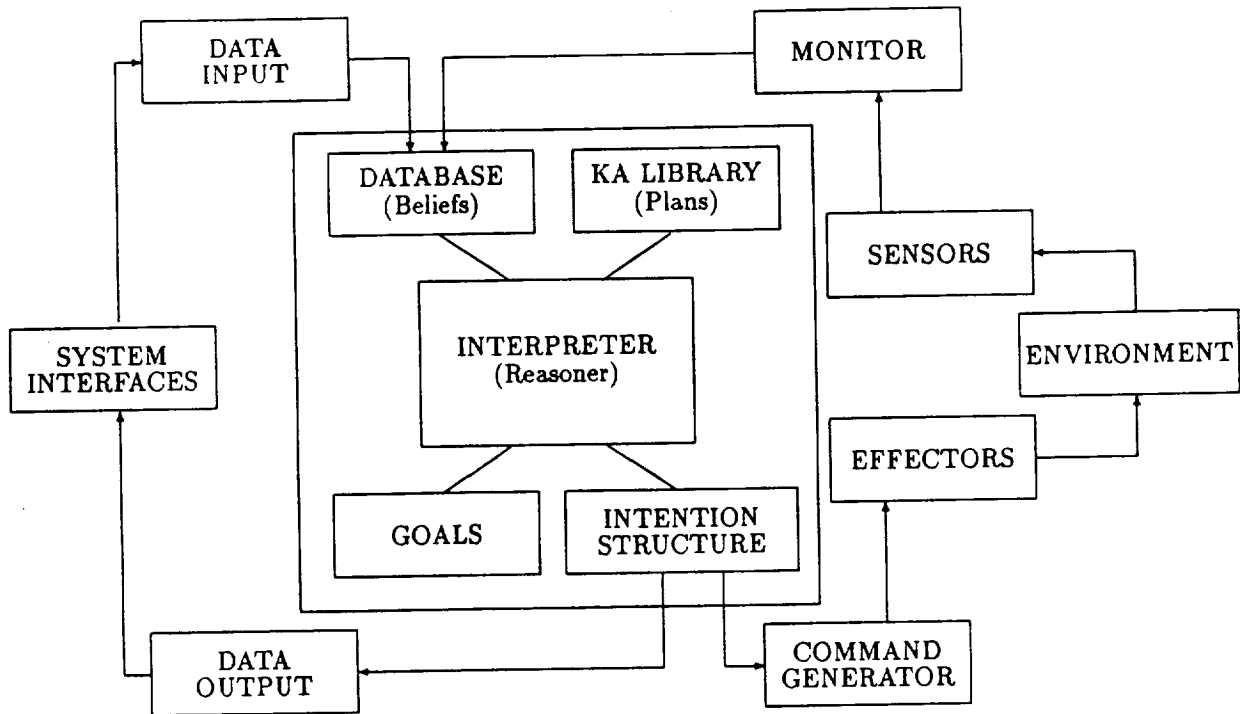 DATA
INPUT
MONITOR
DATABASE
(Beliefs)
KA LIBRARY
(Plans)
SENSORS
SYSTEM
INTERFACES
INTERPRETER
(Reasoner)
ENVIRONMENT
EFFECTORS
GOALS
INTENTION
STRUCTURE
DATA
OUTPUT
COMMAND
GENERATOR